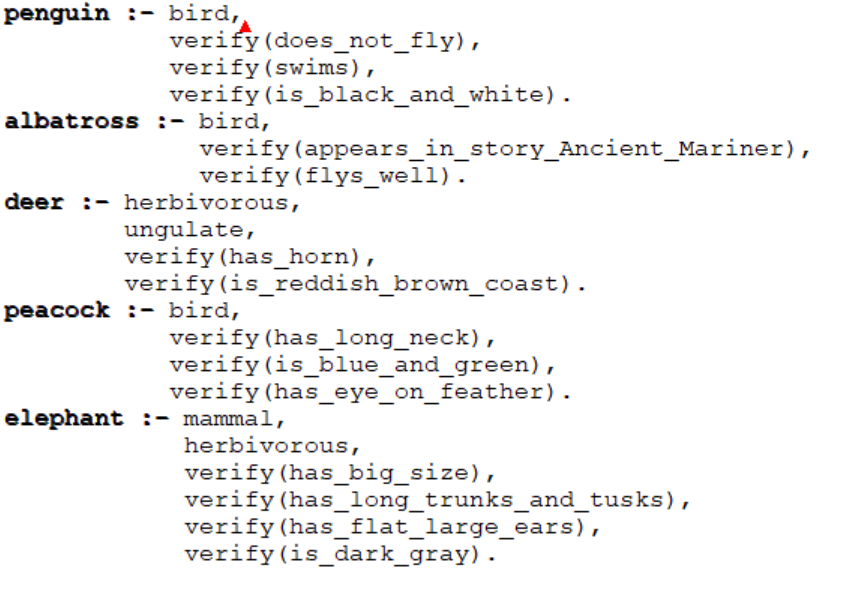 penguin :- bird,
verify(does_not_fly),
verify(swims),
verify(is_black_and_white).
albatross :- bird,
verify(appears_in_story_Ancient_Mariner),
verify(flys_well).
deer :- herbivorous,
ungulate,
verify(has_horn),
verify(is_reddish_brown_coast).
peacock :- bird,
verify(has_long_neck),
verify(is_blue_and_green),
verify(has_eye_on_feather).
elephant :- mammal,
herbivorous,
verify(has_big_size),
verify(has_long_trunks_and_tusks),
verify(has_flat_large_ears),
verify(is_dark_gray).